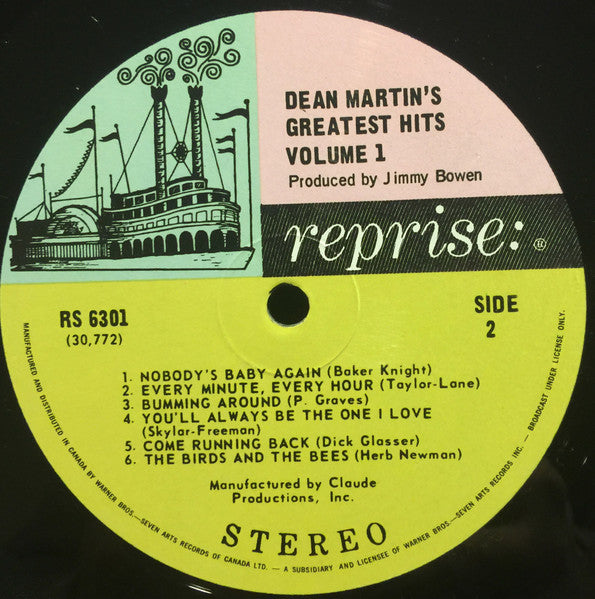 DEAN MARTIN'S
GREATEST HITS
VOLUME 1
Produced by Jimmy Bowen
reprise: ®
RS 6301
(30,772)
SIDE
2
1. NOBODY'S BABY AGAIN (Baker Knight)
2. EVERY MINUTE, EVERY HOUR (Taylor-Lane)
3. BUMMING AROUND (P. Graves)
4. YOU'LL ALWAYS BE THE ONE I LOVE
(Skylar-Freeman)
5. COME RUNNING BACK (Dick Glasser)
6. THE BIRDS AND THE BEES (Herb Newman)
Manufactured by Claude
Productions, Inc.
STEREO
MANUFACTURED AND DISTRIBUTED IN CANADA BY WARNER BROS.—SEVEN ARTS RECORDS OF CANADA LTD. — A SUBSIDIARY AND LICENSEE OF WARNER BROS.—SEVEN ARTS RECORDS INC. — BROADCAST UNDER LICENSE ONLY.